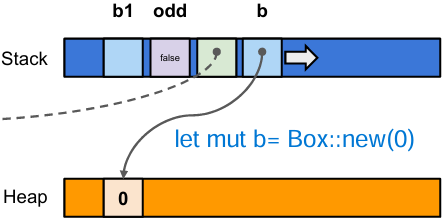 b1 odd b
Stack
false
let mut b= Box::new(0)
Heap
0